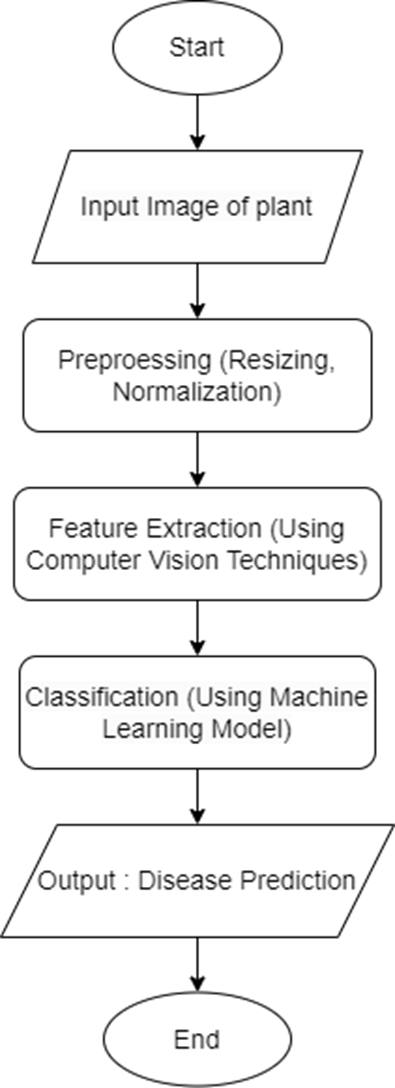 Start
Input Image of plant
Preproessing (Resizing,
Normalization)
Feature Extraction (Using
Computer Vision Techniques)
Classification (Using Machine
Learning Model)
Output : Disease Prediction
End